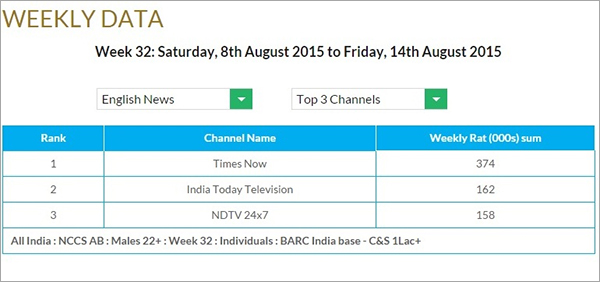 WEEKLY DATA
Week 32: Saturday, 8th August 2015 to Friday, 14th August 2015
English News Top 3 Channels
Rank Channel Name Weekly Rat (000s) sum
1 Times Now 374
2 India Today Television 162
3 NDTV 24x7 158
All India : NCCS AB : Males 22+ : Week 32 : Individuals : BARC India base - C&S 1Lac+